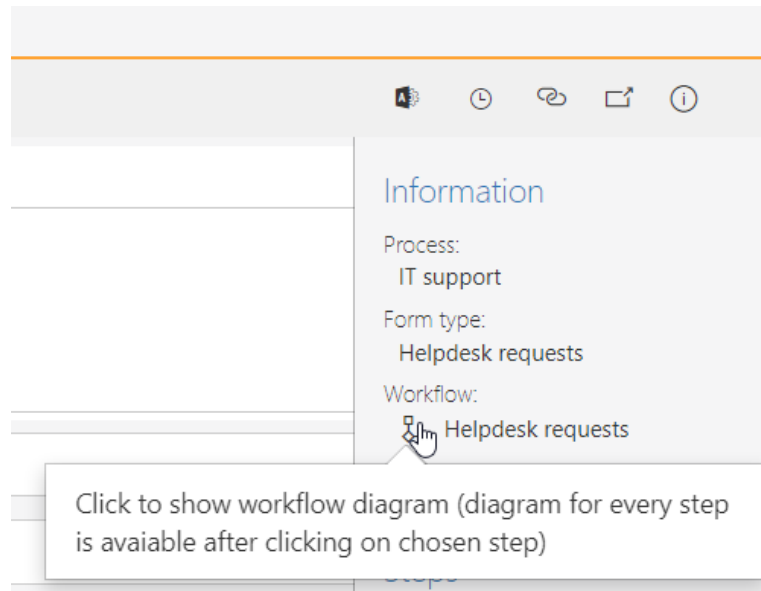 A
Information
Process:
IT support
Form type:
Helpdesk requests
Workflow:
Helpdesk requests
Click to show workflow diagram (diagram for every step
is avaiable after clicking on chosen step)
Steps